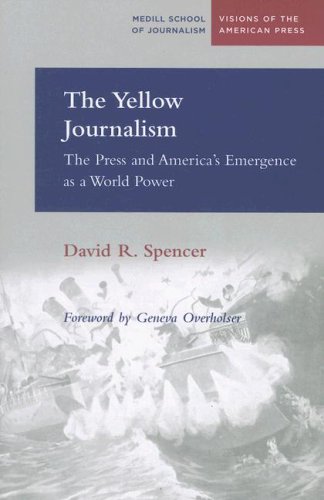 MEDILL SCHOOL
OF JOURNALISM
VISIONS OF THE
AMERICAN PRESS
The Yellow
Journalism
The Press and America's Emergence
as a World Power
David R. Spencer
Foreword by Geneva Overholser